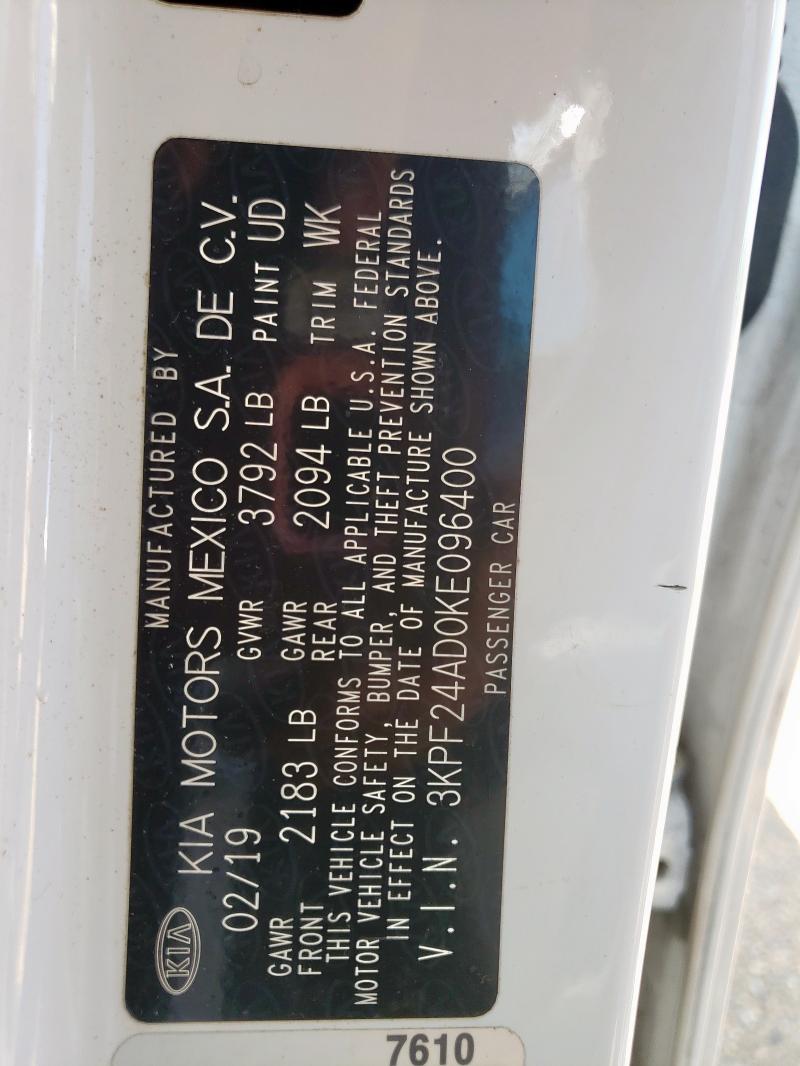 KIA
MANUFACTURED BY
KIA MOTORS MEXICO S.A. DE C.V.
02/19 GVWR 3792 LB PAINT UD
GAWR FRONT 2183 LB GAWR REAR 2094 LB TRIM WK
THIS VEHICLE CONFORMS TO ALL APPLICABLE U.S.A. FEDERAL
MOTOR VEHICLE SAFETY, BUMPER, AND THEFT PREVENTION STANDARDS
IN EFFECT ON THE DATE OF MANUFACTURE SHOWN ABOVE.
V.I.N. 3KPF24AD0KE096400
PASSENGER CAR
7610